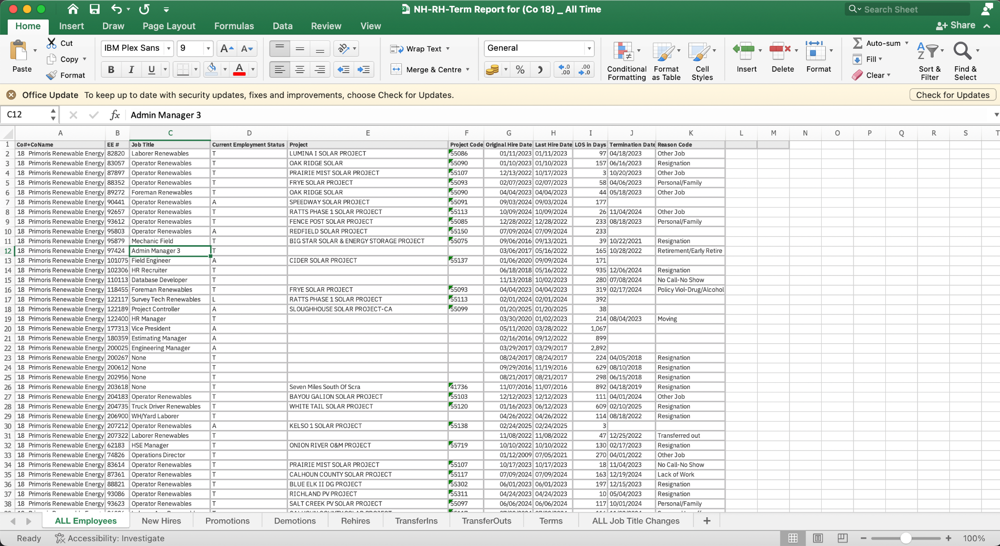 NH-RH-Term Report for (Co 18) _ All Time
Search Sheet
Home Insert Draw Page Layout Formulas Data Review View Share
Paste Cut Copy Format
IBM Plex Sans 9 A A
B I U A
Wrap Text
Merge & Centre
General
% .0 .00 .00 .0
Conditional Formatting
Format as Table
Cell Styles
Insert Delete Format
Auto-sum
Fill
Clear
Sort & Filter
Find & Select
Office Update To keep up to date with security updates, fixes and improvements, choose Check for Updates. Check for Updates
C12 fx Admin Manager 3
A B C D E F G H I J K L M N O P Q R S T
1 Co#+CoName EE # Job Title Current Employment Status Project Project Code Original Hire Date Last Hire Date LOS in Days Termination Date Reason Code
2 18 Primoris Renewable Energy 82820 Laborer Renewables T LUMINA I SOLAR PROJECT 55086 01/11/2023 01/11/2023 97 04/18/2023 Other Job
3 18 Primoris Renewable Energy 83057 Operator Renewables T OAK RIDGE SOLAR 55090 01/10/2023 01/10/2023 157 06/16/2023 Resignation
4 18 Primoris Renewable Energy 87897 Operator Renewables T PRAIRIE MIST SOLAR PROJECT 55107 12/13/2022 10/17/2023 3 10/20/2023 Other Job
5 18 Primoris Renewable Energy 88352 Operator Renewables T FRYE SOLAR PROJECT 55093 02/07/2023 02/07/2023 58 04/06/2023 Personal/Family
6 18 Primoris Renewable Energy 89272 Foreman Renewables T OAK RIDGE SOLAR 55090 04/04/2023 04/04/2023 44 05/18/2023 Other Job
7 18 Primoris Renewable Energy 90441 Operator Renewables A SPEEDWAY SOLAR PROJECT 55091 09/03/2024 09/03/2024 177
8 18 Primoris Renewable Energy 92657 Operator Renewables T RATTS PHASE 1 SOLAR PROJECT 55113 10/09/2024 10/09/2024 26 11/04/2024 Other Job
9 18 Primoris Renewable Energy 93612 Operator Renewables T FENCE POST SOLAR PROJECT 55085 12/28/2022 12/28/2022 233 08/18/2023 Personal/Family
10 18 Primoris Renewable Energy 95803 Operator Renewables A REDFIELD SOLAR PROJECT 55150 07/09/2024 07/09/2024 233
11 18 Primoris Renewable Energy 95879 Mechanic Field T BIG STAR SOLAR & ENERGY STORAGE PROJECT 55075 09/06/2016 09/13/2021 39 10/22/2021 Resignation
12 18 Primoris Renewable Energy 97424 Admin Manager 3 T 03/06/2017 05/16/2022 165 10/28/2022 Retirement/Early Retire
13 18 Primoris Renewable Energy 101075 Field Engineer A CIDER SOLAR PROJECT 55137 01/06/2020 09/09/2024 171
14 18 Primoris Renewable Energy 102306 HR Recruiter T 06/18/2018 05/16/2022 935 12/06/2024 Resignation
15 18 Primoris Renewable Energy 110113 Database Developer T 11/13/2018 10/02/2023 280 07/08/2024 No Call-No Show
16 18 Primoris Renewable Energy 118455 Foreman Renewables T FRYE SOLAR PROJECT 55093 04/04/2023 04/04/2023 319 02/17/2024 Policy Viol-Drug/Alcohol
17 18 Primoris Renewable Energy 122117 Survey Tech Renewables L RATTS PHASE 1 SOLAR PROJECT 55113 02/01/2024 02/01/2024 392
18 18 Primoris Renewable Energy 122189 Project Controller A SLOUGHHOUSE SOLAR PROJECT-CA 55099 01/20/2025 01/20/2025 38
19 18 Primoris Renewable Energy 122400 HR Manager T 03/30/2020 01/02/2023 214 08/04/2023 Moving
20 18 Primoris Renewable Energy 177313 Vice President A 05/11/2020 03/28/2022 1,067
21 18 Primoris Renewable Energy 180359 Estimating Manager A 02/16/2016 09/12/2022 899
22 18 Primoris Renewable Energy 200025 Engineering Manager A 03/29/2017 03/29/2017 2,892
23 18 Primoris Renewable Energy 200267 None T 08/24/2017 08/24/2017 224 04/05/2018 Resignation
24 18 Primoris Renewable Energy 200612 None T 09/29/2016 11/19/2016 629 08/10/2018 Resignation
25 18 Primoris Renewable Energy 202956 None T 08/21/2017 08/21/2017 298 06/15/2018 Resignation
26 18 Primoris Renewable Energy 203618 None T Seven Miles South Of Scra 41736 11/07/2016 11/07/2016 892 04/18/2019 Resignation
27 18 Primoris Renewable Energy 204183 Operator Renewables T BAYOU GALION SOLAR PROJECT 55103 12/12/2023 12/12/2023 111 04/01/2024 Other Job
28 18 Primoris Renewable Energy 204735 Truck Driver Renewables T WHITE TAIL SOLAR PROJECT 55120 01/16/2023 06/12/2023 609 02/10/2025 Resignation
29 18 Primoris Renewable Energy 206900 WH/Yard Laborer T 04/26/2022 04/26/2022 114 08/18/2022 Resignation
30 18 Primoris Renewable Energy 207212 Operator Renewables A KELSO 1 SOLAR PROJECT 55138 02/24/2025 02/24/2025 3
31 18 Primoris Renewable Energy 207322 Laborer Renewables T 11/08/2022 11/08/2022 47 12/25/2022 Transferred out
32 18 Primoris Renewable Energy 62183 HSE Manager T ONION RIVER O&M PROJECT 55719 10/10/2022 10/10/2022 130 02/17/2023 Resignation
33 18 Primoris Renewable Energy 74826 Operations Director T 01/12/2009 07/05/2021 270 04/01/2022 Other Job
34 18 Primoris Renewable Energy 83614 Operator Renewables T PRAIRIE MIST SOLAR PROJECT 55107 10/17/2023 10/17/2023 18 11/04/2023 No Call-No Show
35 18 Primoris Renewable Energy 87361 Operator Renewables T CALHOUN COUNTY SOLAR PROJECT 55117 07/09/2024 07/09/2024 163 12/19/2024 Lack of Work
36 18 Primoris Renewable Energy 88821 Operator Renewables T BLUE ELK II DG PROJECT 55302 06/01/2023 06/01/2023 197 12/15/2023 Resignation
37 18 Primoris Renewable Energy 93086 Operator Renewables T RICHLAND PV PROJECT 55311 04/24/2023 04/24/2023 10 05/04/2023 Resignation
38 18 Primoris Renewable Energy 93623 Operator Renewables T SALT CREEK PV SOLAR PROJECT 55097 06/06/2024 06/06/2024 117 10/01/2024 Personal/Family
ALL Employees New Hires Promotions Demotions Rehires TransferIns TransferOuts Terms ALL Job Title Changes +
Ready Accessibility: Investigate 100%